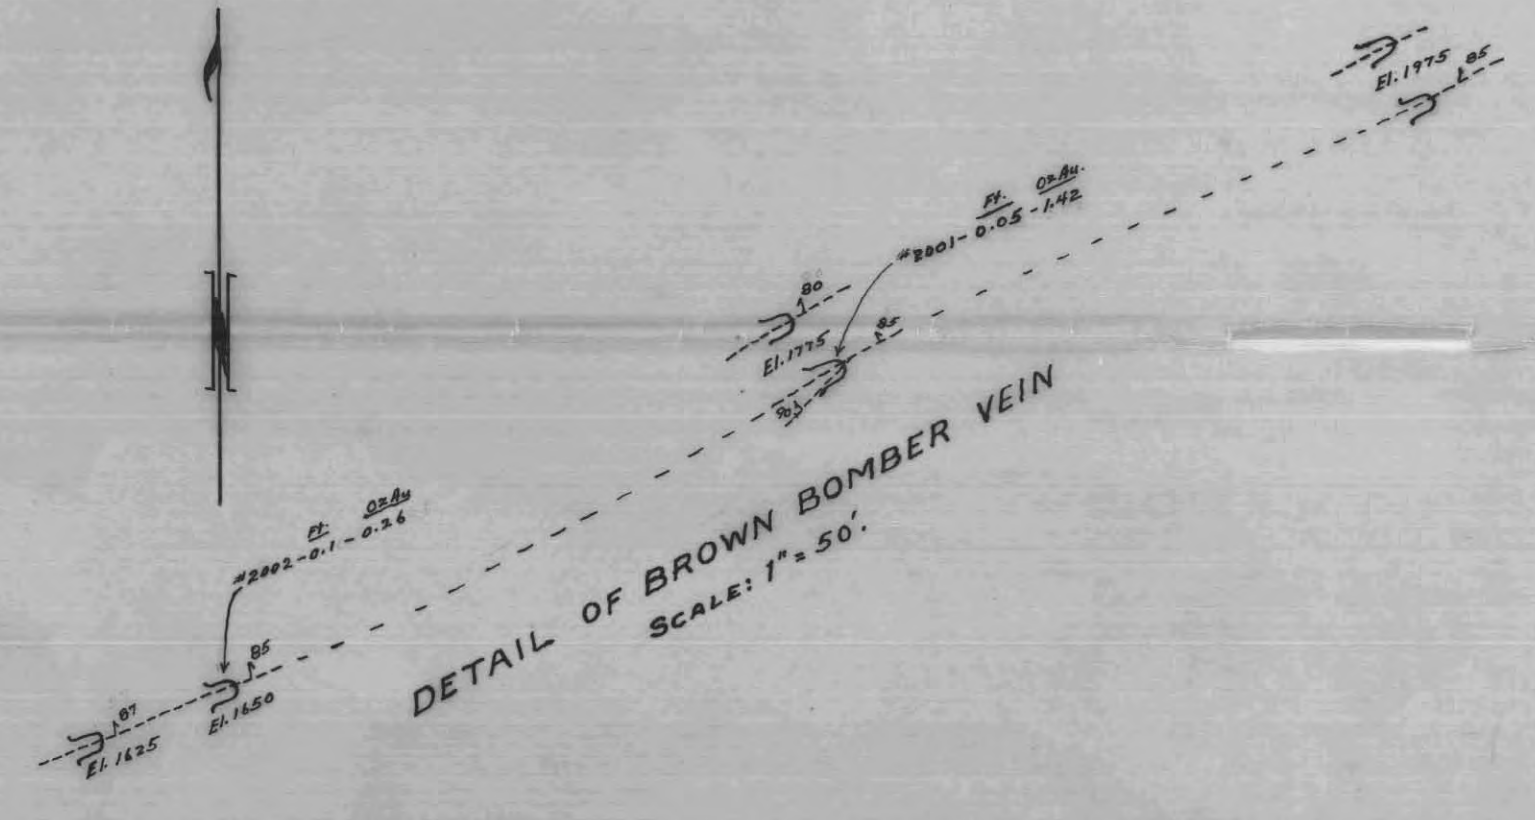 El. 1975
85
Ft. Oz Au.
#2001 - 0.05 - 1.42
80
El. 1775
85
90
Ft. Oz Au
#2002 - 0.1 - 0.26
85
El. 1650
87
El. 1625
DETAIL OF BROWN BOMBER VEIN
SCALE: 1" = 50'.
N